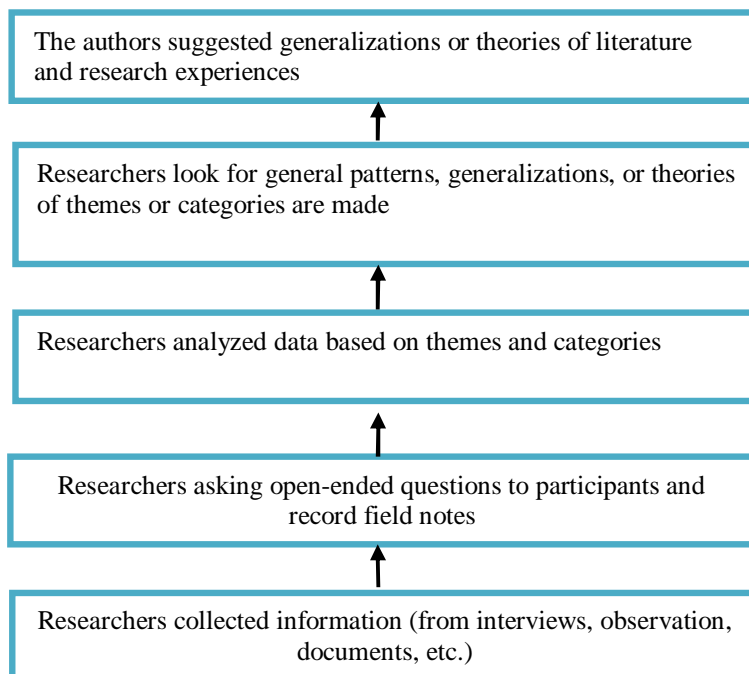 The authors suggested generalizations or theories of literature
and research experiences
Researchers look for general patterns, generalizations, or theories
of themes or categories are made
Researchers analyzed data based on themes and categories
Researchers asking open-ended questions to participants and
record field notes
Researchers collected information (from interviews, observation,
documents, etc.)